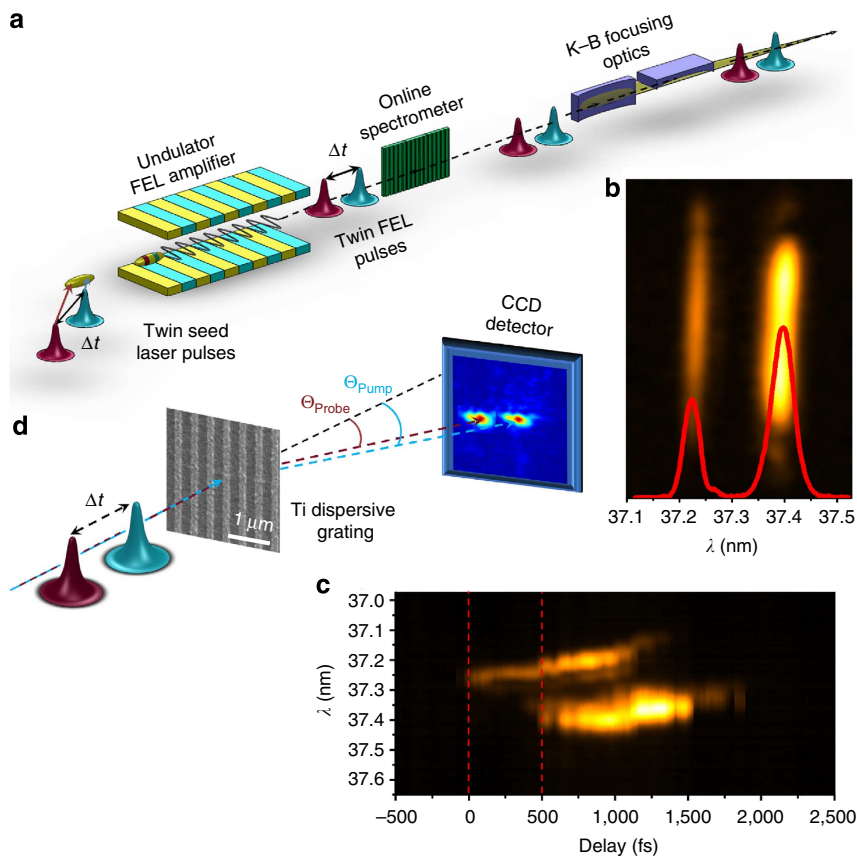 a
K–B focusing
optics
Online
spectrometer
Undulator
FEL amplifier
Δt
Twin FEL
pulses
Δt
Twin seed
laser pulses
b
37.1 37.2 37.3 37.4 37.5
λ (nm)
CCD
detector
ΘPump
ΘProbe
d
Δt
1 μm
Ti dispersive
grating
c
37.0
37.1
37.2
37.3
37.4
37.5
37.6
λ (nm)
–500 0 500 1,000 1,500 2,000 2,500
Delay (fs)